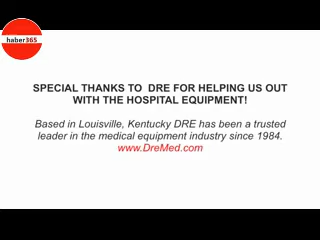 haber365
SPECIAL THANKS TO DRE FOR HELPING US OUT
WITH THE HOSPITAL EQUIPMENT!
Based in Louisville, Kentucky DRE has been a trusted
leader in the medical equipment industry since 1984.
www.DreMed.com